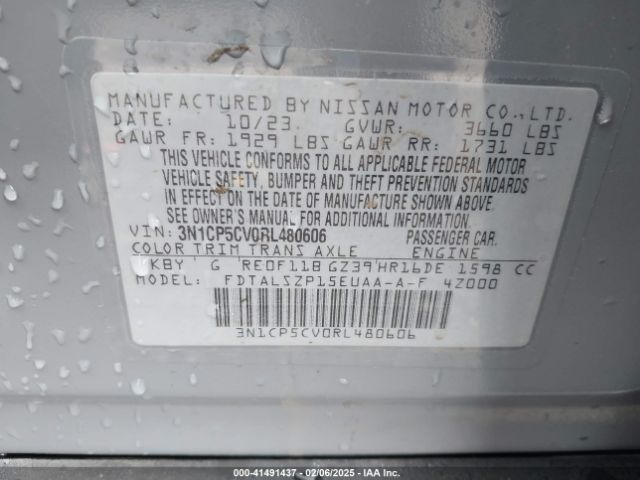 MANUFACTURED BY NISSAN MOTOR CO.,LTD.
DATE: 10/23 GVWR: 3660 LBS
GAWR FR: 1929 LBS GAWR RR: 1731 LBS
THIS VEHICLE CONFORMS TO ALL APPLICABLE FEDERAL MOTOR
VEHICLE SAFETY, BUMPER AND THEFT PREVENTION STANDARDS
IN EFFECT ON THE DATE OF MANUFACTURE SHOWN ABOVE.
SEE OWNER'S MANUAL FOR ADDITIONAL INFORMATION.
VIN: 3N1CP5CV0RL480606 PASSENGER CAR.
COLOR TRIM TRANS AXLE ENGINE
KBY G RE0F11B GZ39 HR16DE 1598 CC
MODEL: FDTALSZP15EUAA-A-F 4Z000
3N1CP5CV0RL480606
000-41491437 - 02/06/2025 - IAA Inc.